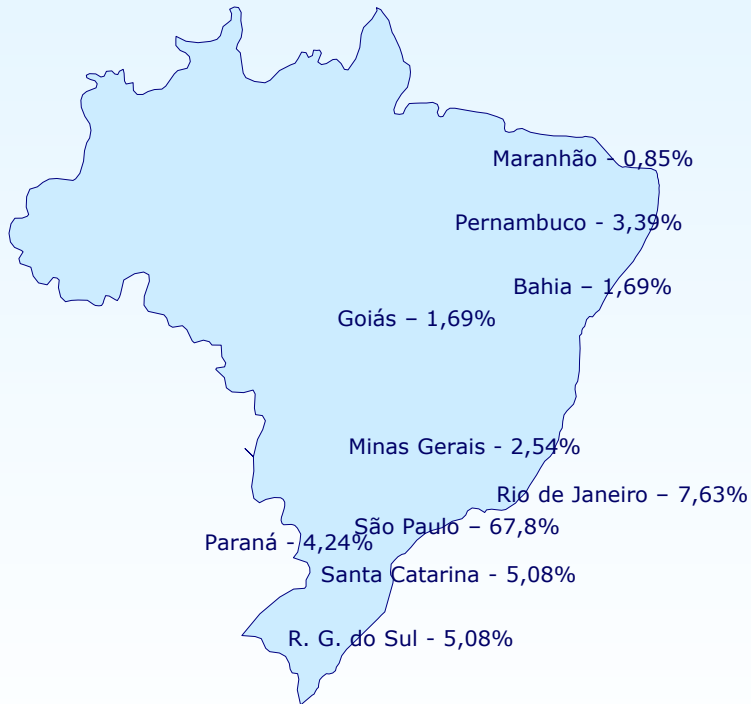 Maranhão - 0,85%
Pernambuco - 3,39%
Bahia – 1,69%
Goiás – 1,69%
Minas Gerais - 2,54%
Rio de Janeiro – 7,63%
São Paulo – 67,8%
Paraná - 4,24%
Santa Catarina - 5,08%
R. G. do Sul - 5,08%